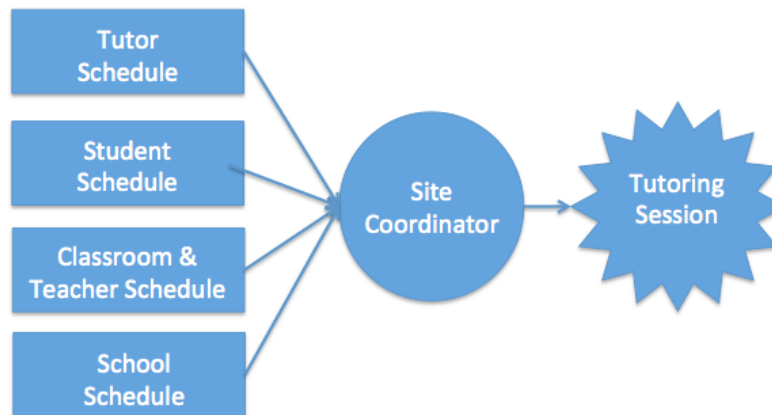 Tutor
Schedule
Student
Schedule
Classroom &
Teacher Schedule
School
Schedule
Site
Coordinator
Tutoring
Session